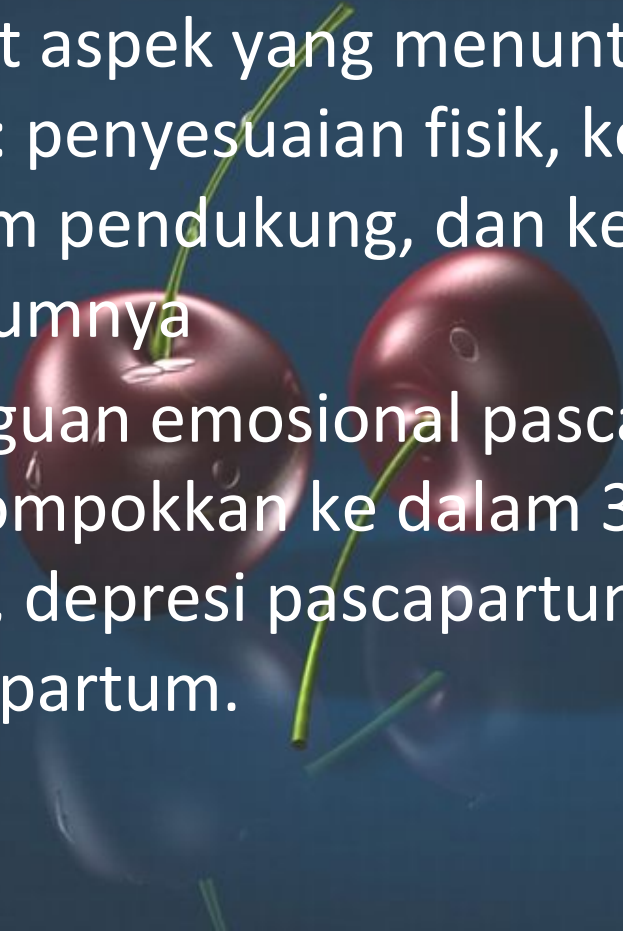 t aspek yang menunt
: penyesuaian fisik, ke
m pendukung, dan ke
umnya
guan emosional pasca
ompokkan ke dalam 3
, depresi pascapartum
partum.